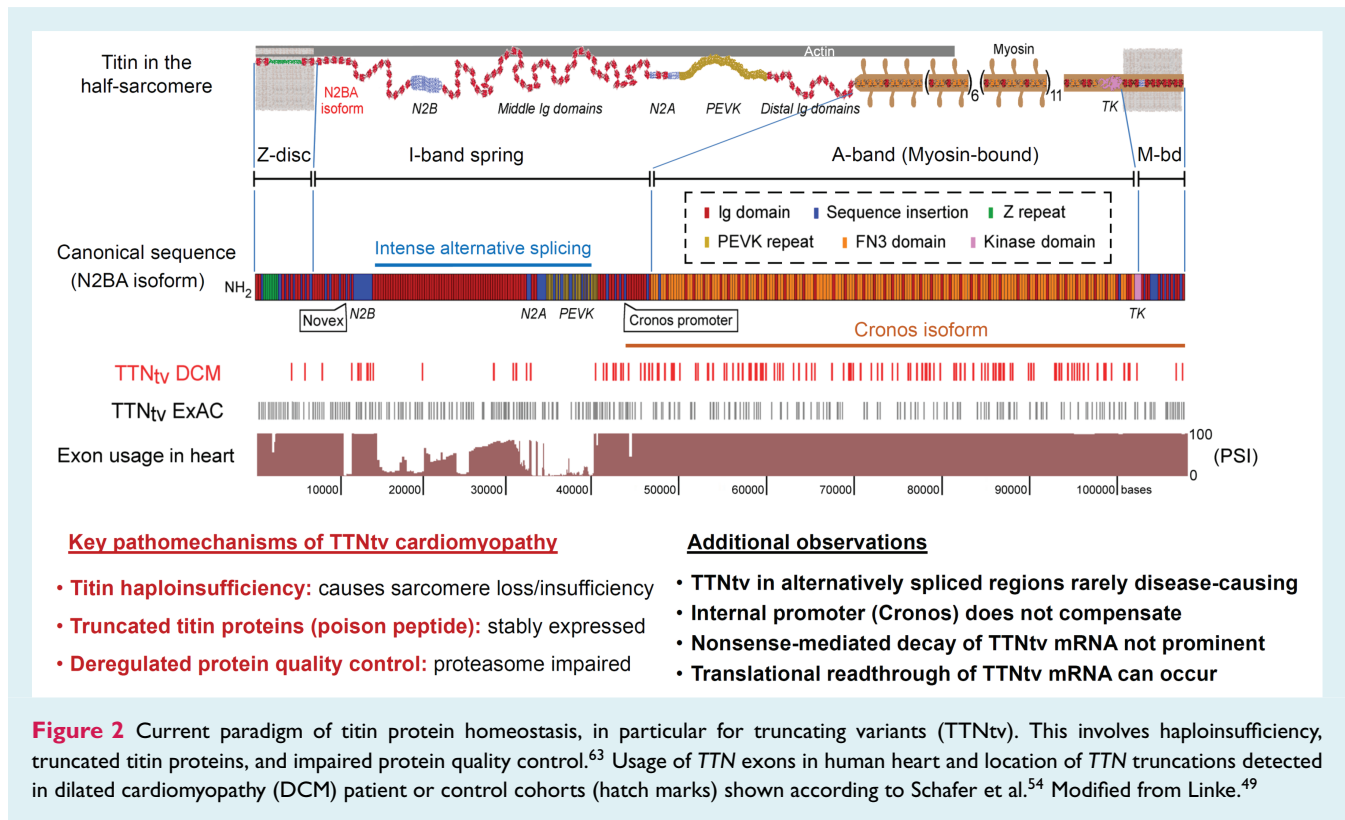 Titin in the
half-sarcomere
Actin
Myosin
N2BA
isoform
N2B
Middle Ig domains
N2A
PEVK
Distal Ig domains
6
11
TK
Z-disc
I-band spring
A-band (Myosin-bound)
M-bd
Ig domain
Sequence insertion
Z repeat
PEVK repeat
FN3 domain
Kinase domain
Canonical sequence
(N2BA isoform)
Intense alternative splicing
NH2
Novex
N2B
N2A
PEVK
Cronos promoter
TK
Cronos isoform
TTNtv DCM
TTNtv ExAC
Exon usage in heart
100
(PSI)
0
10000 20000 30000 40000 50000 60000 70000 80000 90000 100000 bases
Key pathomechanisms of TTNtv cardiomyopathy
• Titin haploinsufficiency: causes sarcomere loss/insufficiency
• Truncated titin proteins (poison peptide): stably expressed
• Deregulated protein quality control: proteasome impaired
Additional observations
• TTNtv in alternatively spliced regions rarely disease-causing
• Internal promoter (Cronos) does not compensate
• Nonsense-mediated decay of TTNtv mRNA not prominent
• Translational readthrough of TTNtv mRNA can occur
Figure 2 Current paradigm of titin protein homeostasis, in particular for truncating variants (TTNtv). This involves haploinsufficiency,
truncated titin proteins, and impaired protein quality control.63 Usage of TTN exons in human heart and location of TTN truncations detected
in dilated cardiomyopathy (DCM) patient or control cohorts (hatch marks) shown according to Schafer et al.54 Modified from Linke.49